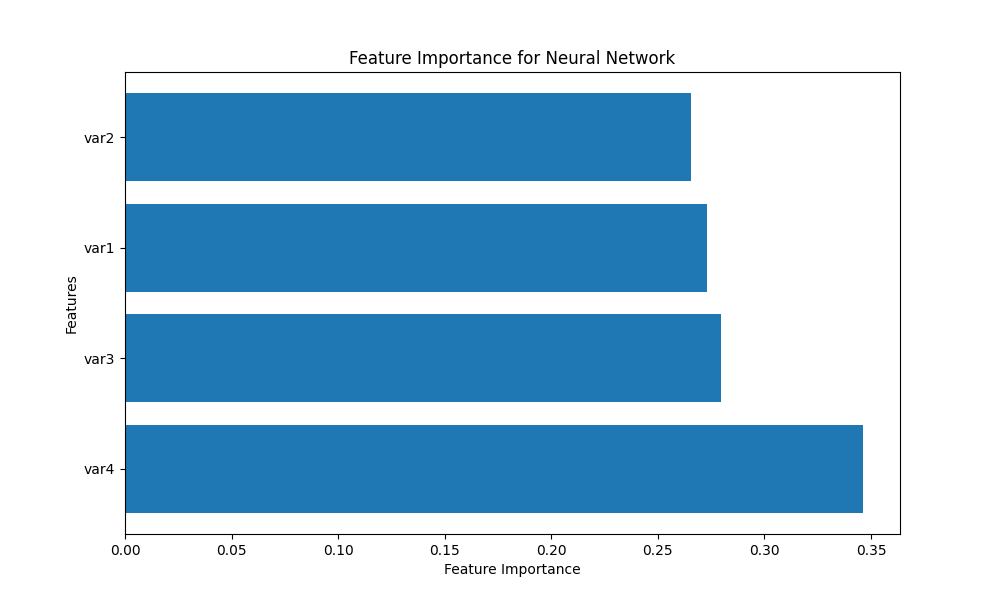 Feature Importance for Neural Network
var2
var1
Features
var3
var4
0.00 0.05 0.10 0.15 0.20 0.25 0.30 0.35
Feature Importance